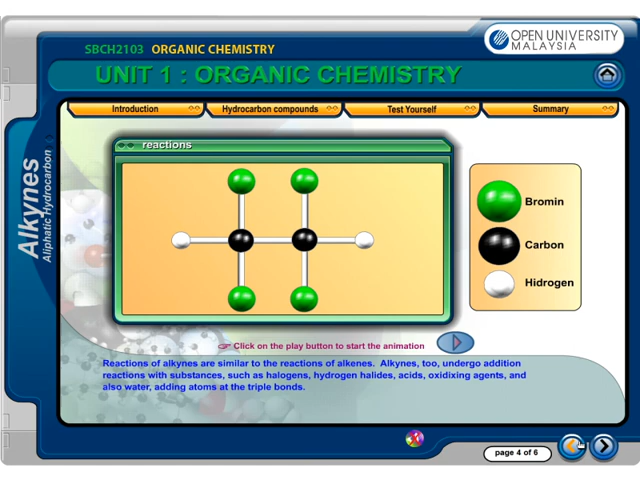 OPEN UNIVERSITY
MALAYSIA
SBCH2103 ORGANIC CHEMISTRY
UNIT 1 : ORGANIC CHEMISTRY
Introduction
Hydrocarbon compounds
Test Yourself
Summary
Alkynes
Aliphatic Hydrocarbon
reactions
Bromin
Carbon
Hidrogen
Click on the play button to start the animation
Reactions of alkynes are similar to the reactions of alkenes. Alkynes, too, undergo addition
reactions with substances, such as halogens, hydrogen halides, acids, oxidixing agents, and
also water, adding atoms at the triple bonds.
page 4 of 6